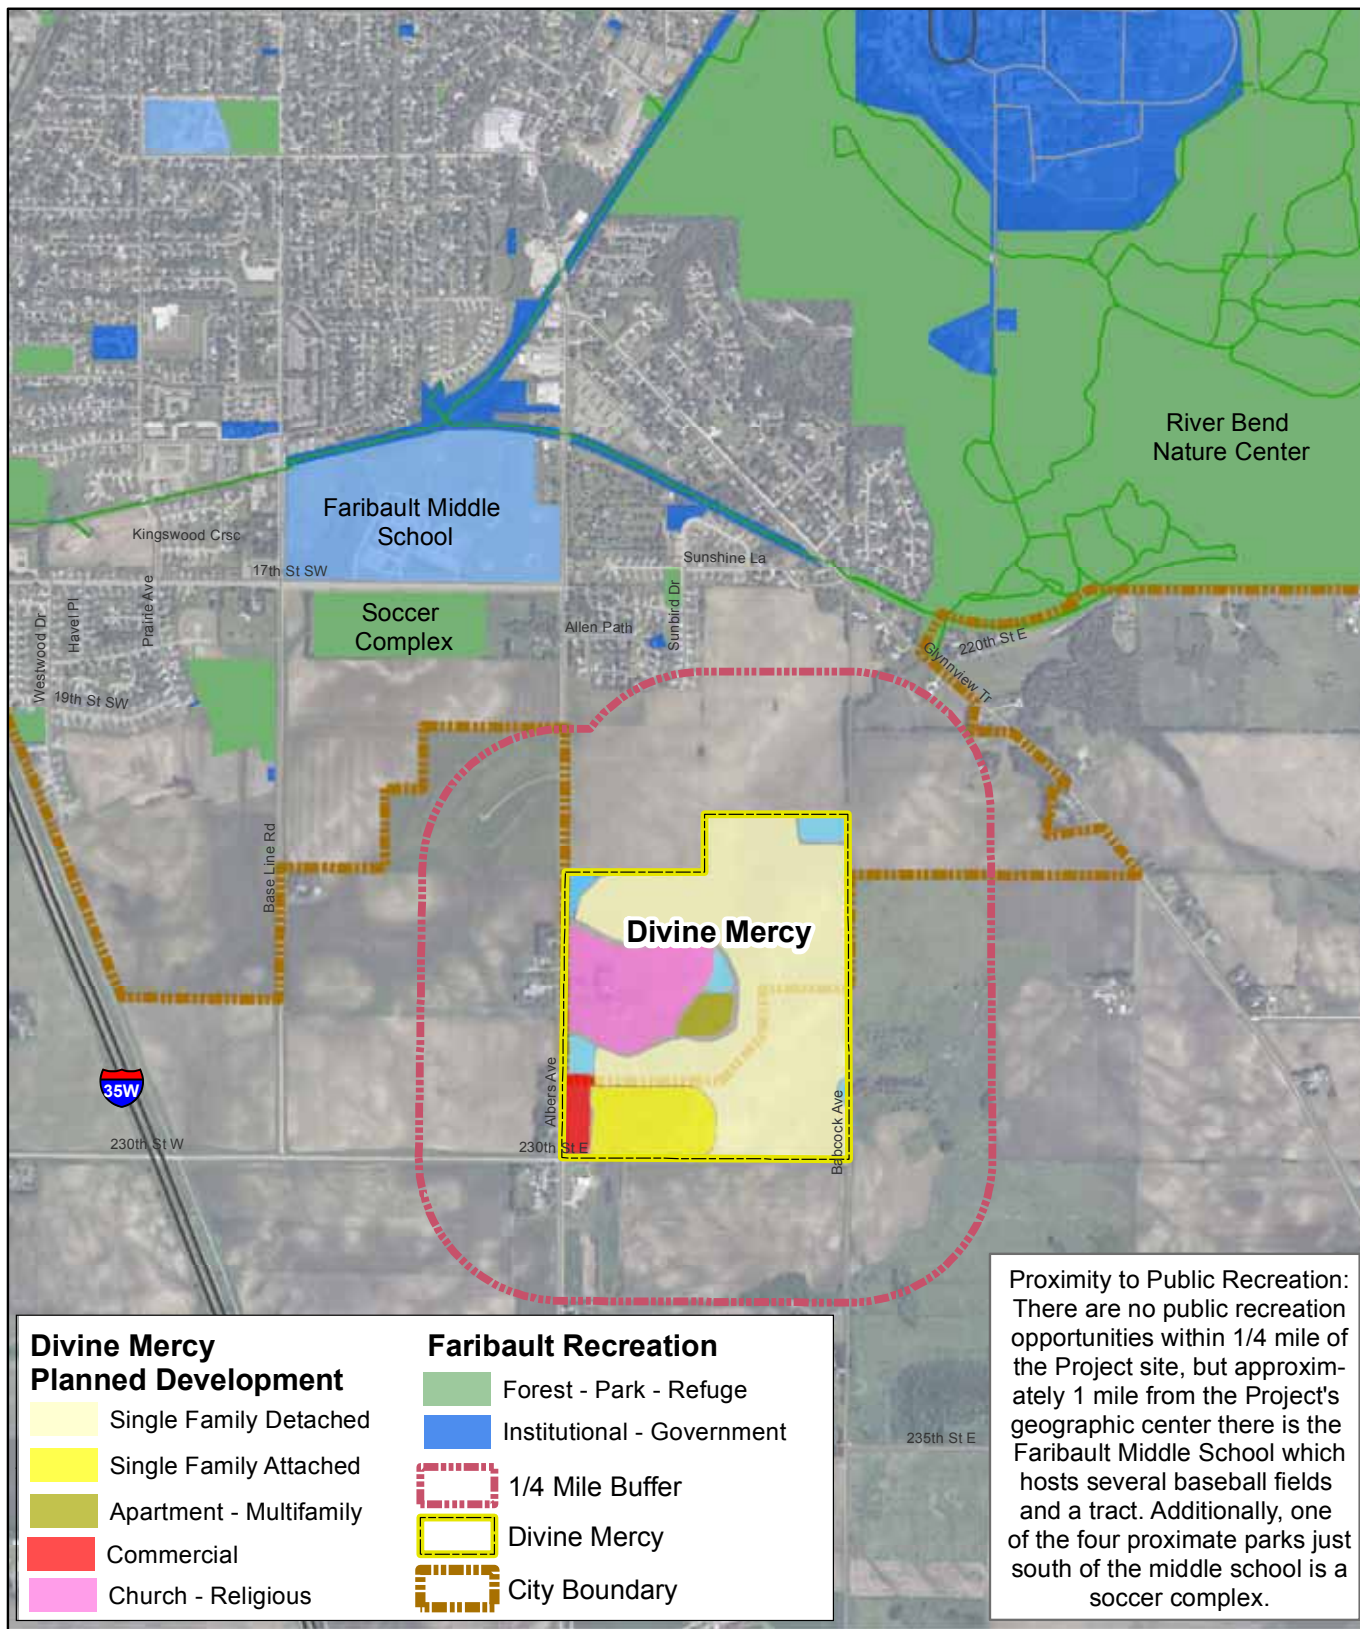 River Bend
Nature Center
Faribault Middle
School
Kingswood Crsc
17th St SW
Sunshine La
Soccer
Complex
Allen Path
Sunbird Dr
Westwood Dr
Havel Pl
Prairie Ave
19th St SW
220th St E
Glynnview Tr
Base Line Rd
Divine Mercy
35W
Albers Ave
Babcock Ave
230th St W
230th St E
235th St E
Divine Mercy
Planned Development
Single Family Detached
Single Family Attached
Apartment - Multifamily
Commercial
Church - Religious
Faribault Recreation
Forest - Park - Refuge
Institutional - Government
1/4 Mile Buffer
Divine Mercy
City Boundary
Proximity to Public Recreation:
There are no public recreation
opportunities within 1/4 mile of
the Project site, but approxim-
ately 1 mile from the Project's
geographic center there is the
Faribault Middle School which
hosts several baseball fields
and a tract. Additionally, one
of the four proximate parks just
south of the middle school is a
soccer complex.